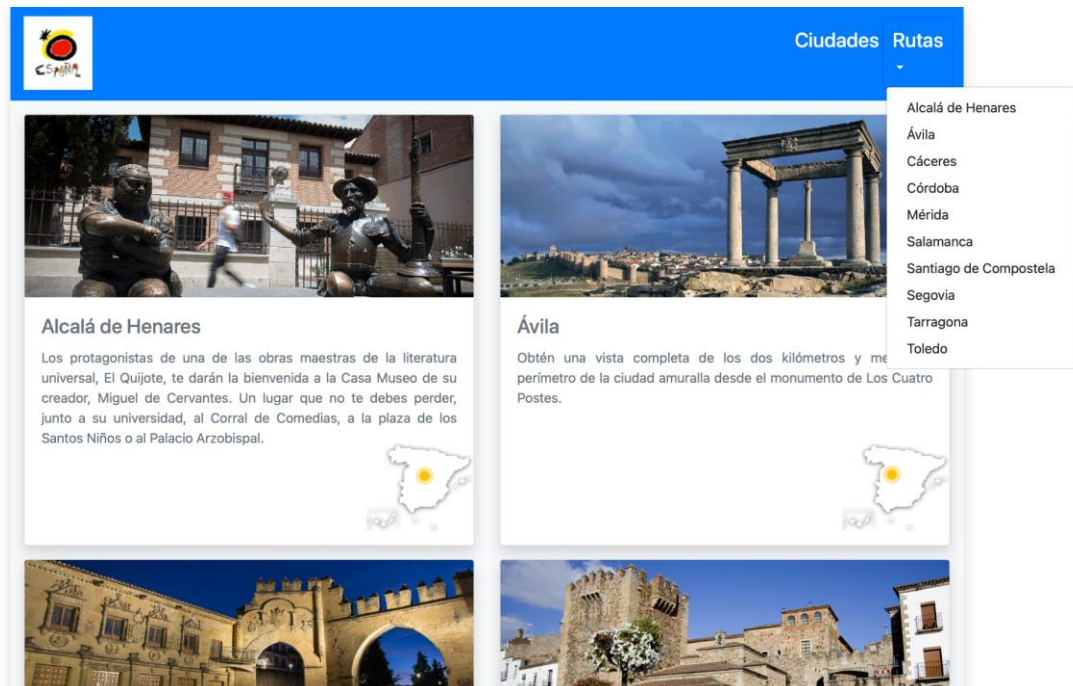 ESPAÑA
Ciudades Rutas
Alcalá de Henares
Ávila
Cáceres
Córdoba
Mérida
Salamanca
Santiago de Compostela
Segovia
Tarragona
Toledo
Alcalá de Henares
Los protagonistas de una de las obras maestras de la literatura
universal, El Quijote, te darán la bienvenida a la Casa Museo de su
creador, Miguel de Cervantes. Un lugar que no te debes perder,
junto a su universidad, al Corral de Comedias, a la plaza de los
Santos Niños o al Palacio Arzobispal.
Ávila
Obtén una vista completa de los dos kilómetros y me
perímetro de la ciudad amuralla desde el monumento de Los Cuatro
Postes.